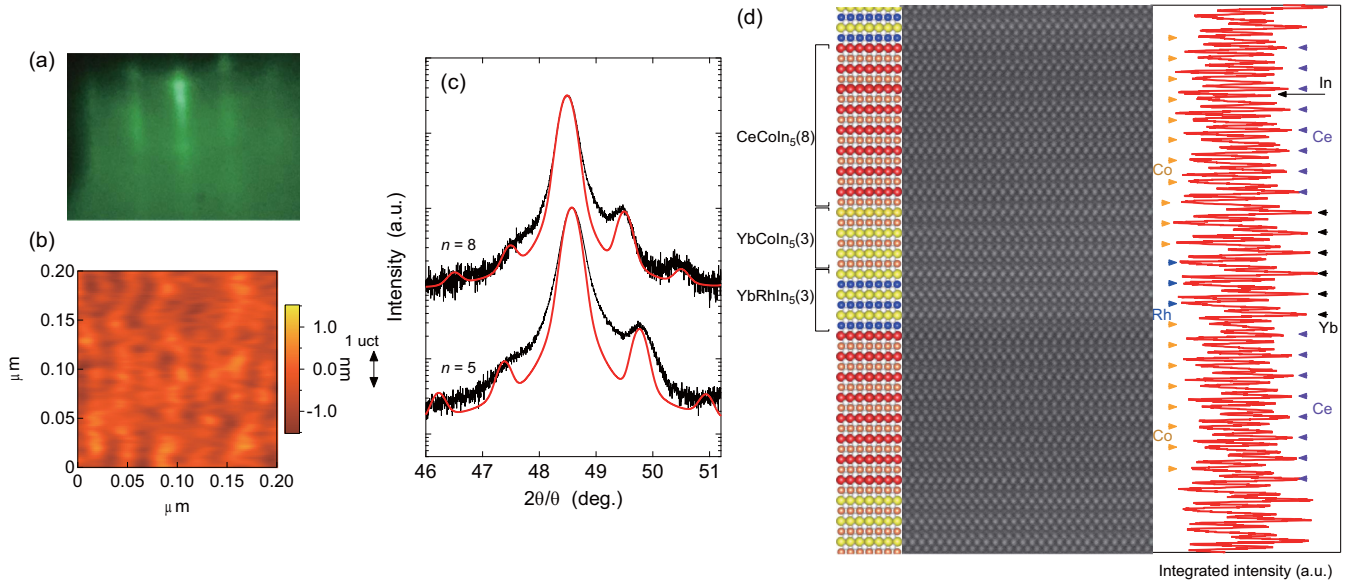 (a)
(b)
0.20
0.15
0.10
0.05
0
μm
0
0.05
0.10
0.15
0.20
μm
1.0
0.0
-1.0
nm
1 uct
(c)
Intensity (a.u.)
n = 8
n = 5
46
47
48
49
50
51
2θ/θ (deg.)
(d)
CeCoIn₅(8)
YbCoIn₅(3)
YbRhIn₅(3)
In
Ce
Co
Rh
Yb
Ce
Co
Integrated intensity (a.u.)